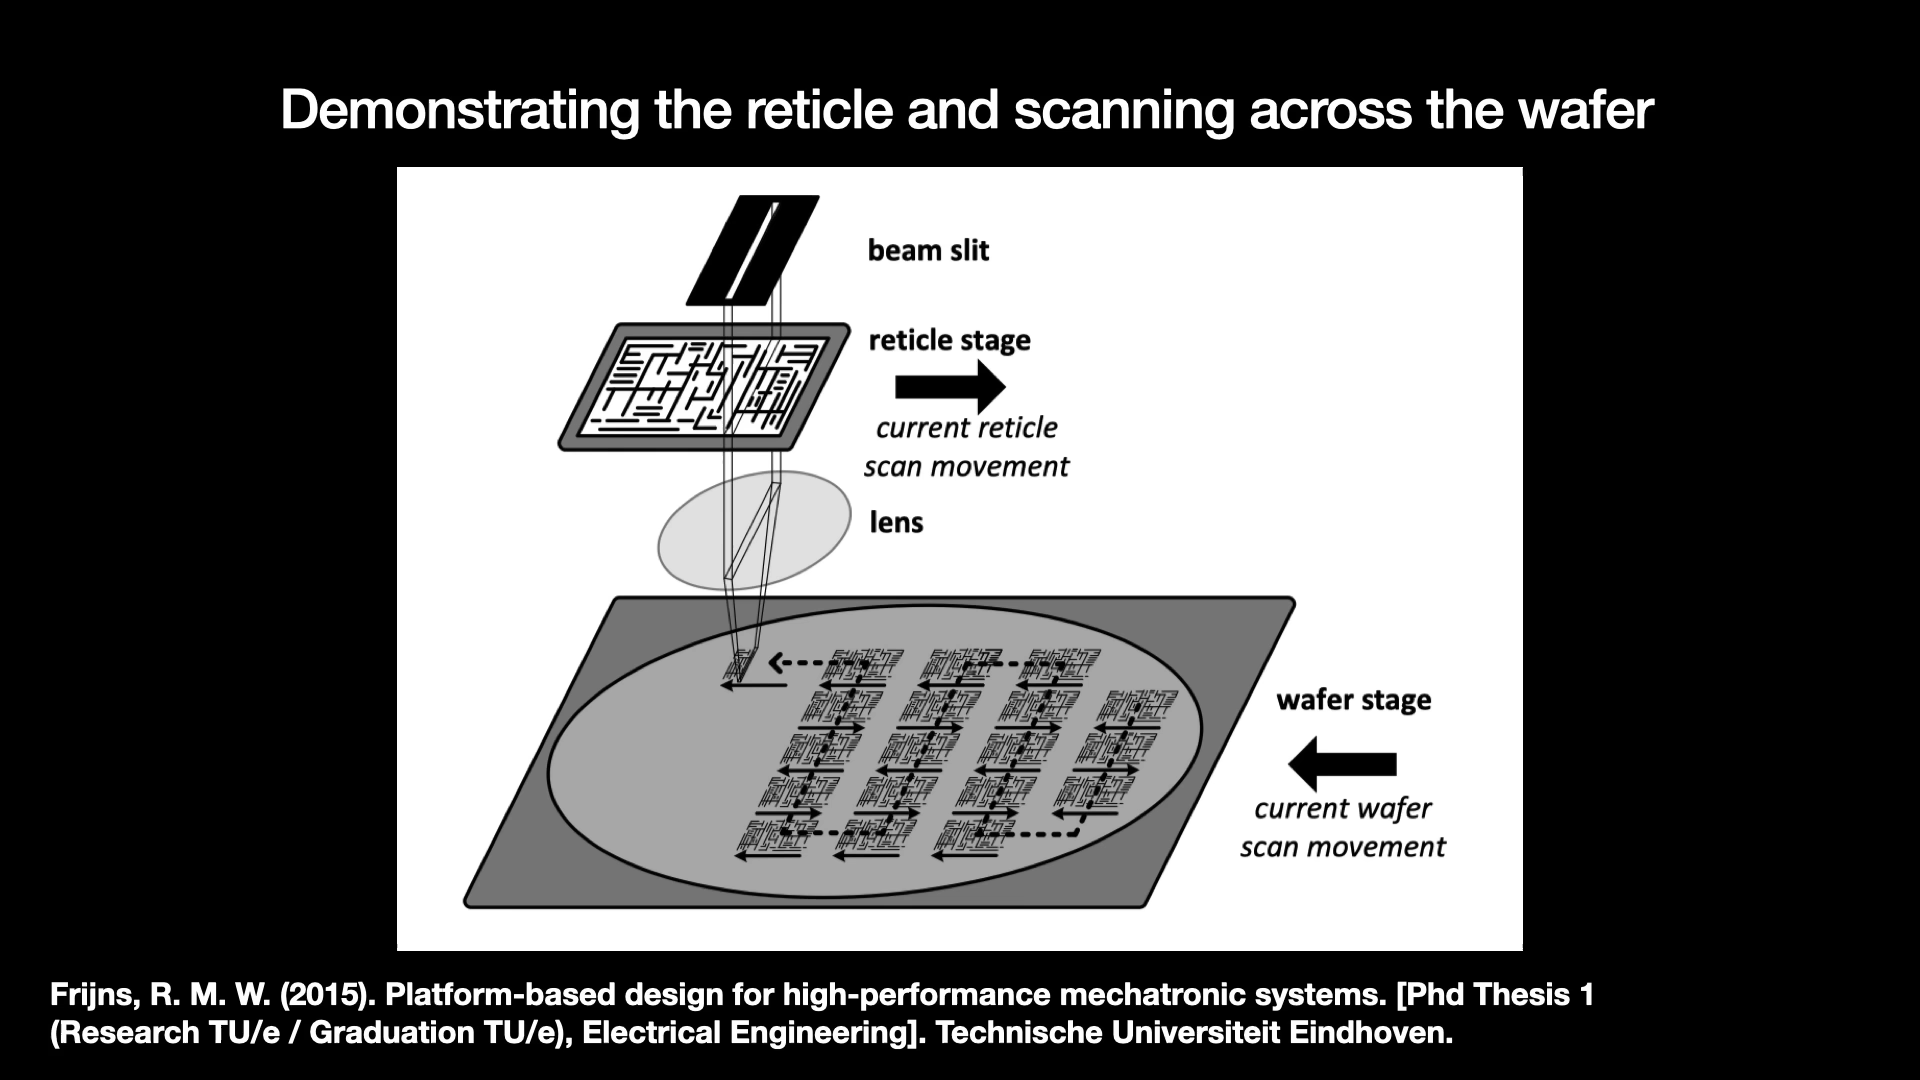 Demonstrating the reticle and scanning across the wafer
beam slit
reticle stage
current reticle
scan movement
lens
wafer stage
current wafer
scan movement
Frijns, R. M. W. (2015). Platform-based design for high-performance mechatronic systems. [Phd Thesis 1
(Research TU/e / Graduation TU/e), Electrical Engineering]. Technische Universiteit Eindhoven.